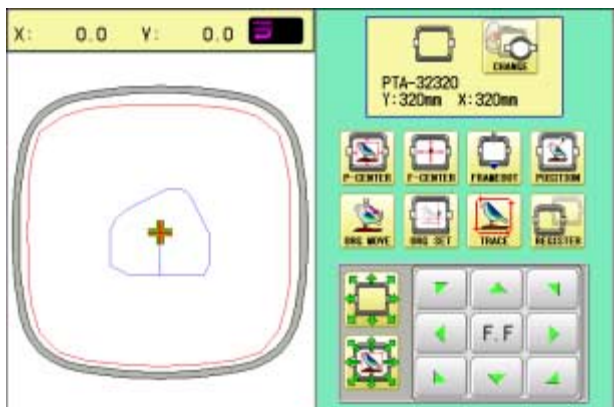 X: 0.0 Y: 0.0
CHANGE
PTA-32320
Y:320mm X:320mm
P-CENTER F-CENTER FRAMEOUT POSITION
ORG MOVE ORG SET TRACE REGISTER
F.F